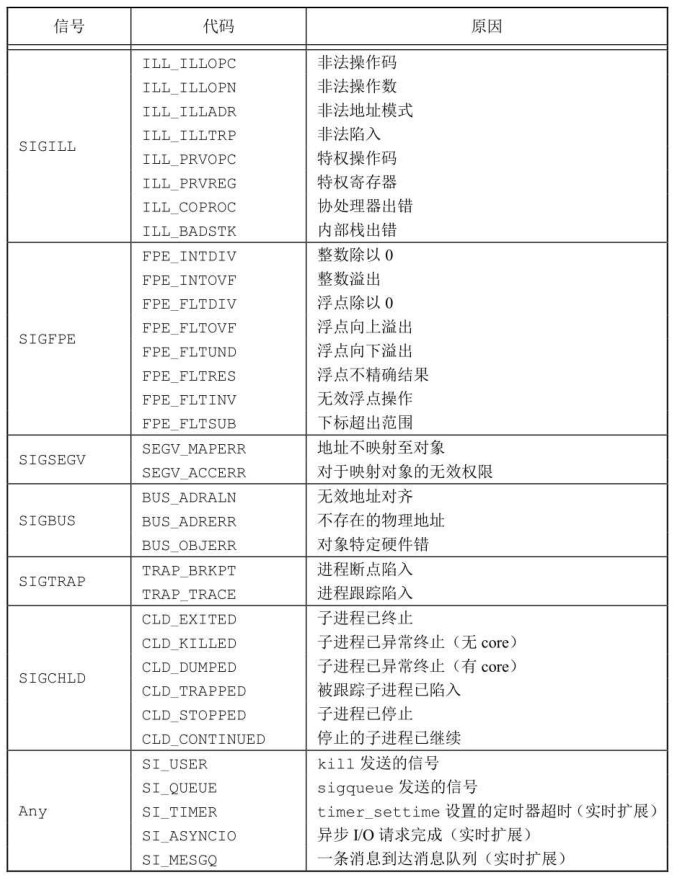 信号 代码 原因
ILL_ILLOPC 非法操作码
ILL_ILLOPN 非法操作数
ILL_ILLADR 非法地址模式
SIGILL ILL_ILLTRP 非法陷入
ILL_PRVOPC 特权操作码
ILL_PRVREG 特权寄存器
ILL_COPROC 协处理器出错
ILL_BADSTK 内部栈出错
FPE_INTDIV 整数除以 0
FPE_INTOVF 整数溢出
FPE_FLTDIV 浮点除以 0
SIGFPE FPE_FLTOVF 浮点向上溢出
FPE_FLTUND 浮点向下溢出
FPE_FLTRES 浮点不精确结果
FPE_FLTINV 无效浮点操作
FPE_FLTSUB 下标超出范围
SIGSEGV SEGV_MAPERR 地址不映射至对象
SEGV_ACCERR 对于映射对象的无效权限
BUS_ADRALN 无效地址对齐
SIGBUS BUS_ADRERR 不存在的物理地址
BUS_OBJERR 对象特定硬件错
SIGTRAP TRAP_BRKPT 进程断点陷入
TRAP_TRACE 进程跟踪陷入
CLD_EXITED 子进程已终止
CLD_KILLED 子进程已异常终止（无 core）
SIGCHLD CLD_DUMPED 子进程已异常终止（有 core）
CLD_TRAPPED 被跟踪子进程已陷入
CLD_STOPPED 子进程已停止
CLD_CONTINUED 停止的子进程已继续
SI_USER kill 发送的信号
SI_QUEUE sigqueue 发送的信号
Any SI_TIMER timer_settime 设置的定时器超时（实时扩展）
SI_ASYNCIO 异步 I/O 请求完成（实时扩展）
SI_MESGQ 一条消息到达消息队列（实时扩展）